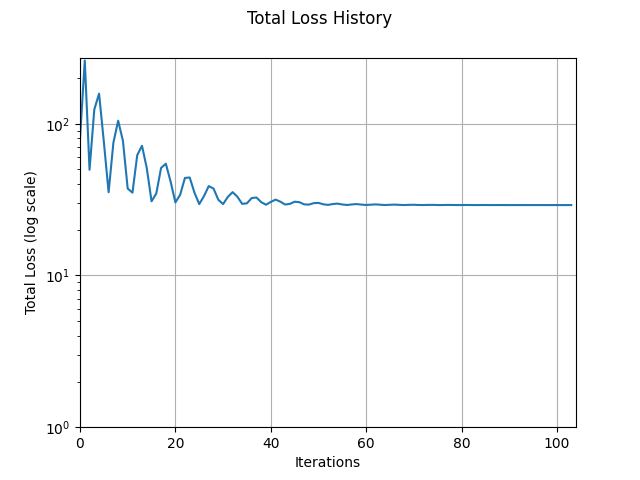 Total Loss History
Total Loss (log scale)
10²
10¹
10⁰
0 20 40 60 80 100
Iterations